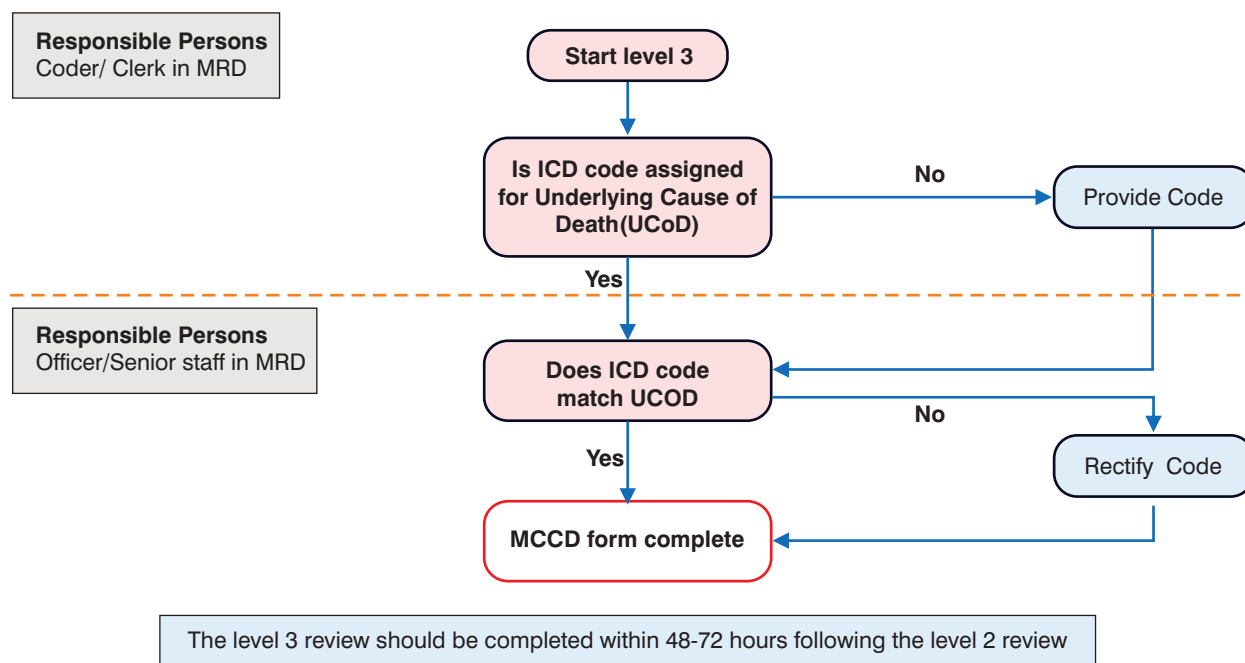 Responsible Persons
Coder/ Clerk in MRD
Start level 3
Is ICD code assigned
for Underlying Cause of
Death(UCoD)
No
Provide Code
Yes
Responsible Persons
Officer/Senior staff in MRD
Does ICD code
match UCOD
No
Rectify Code
Yes
MCCD form complete
The level 3 review should be completed within 48-72 hours following the level 2 review